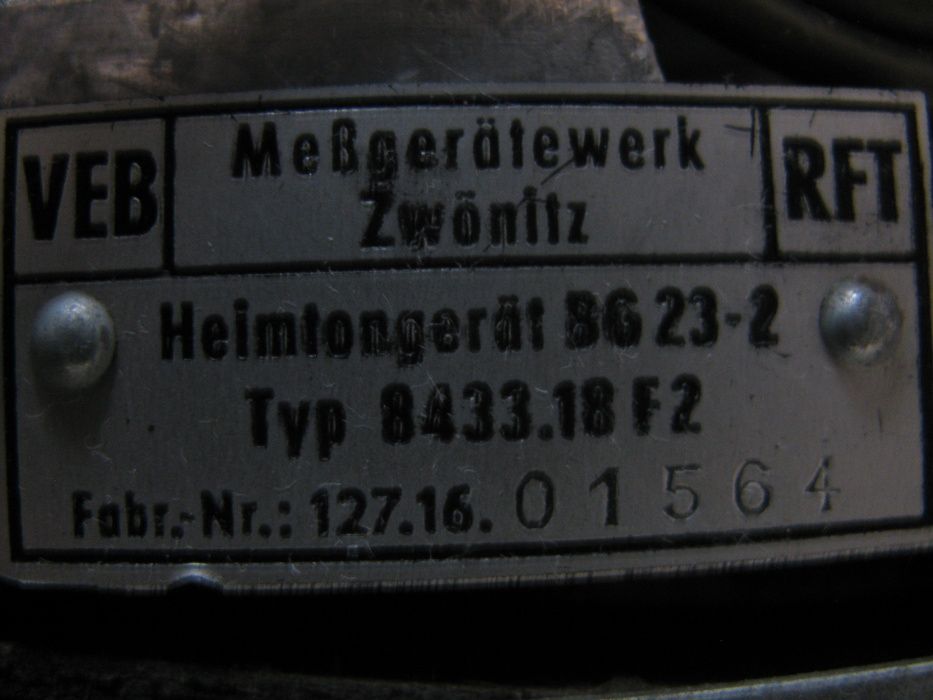 VEB Meßgerätewerk RFT
Zwönitz
Heimtongerät BG 23-2
Typ 8433.18 F2
Fabr.-Nr.: 127.16. 01564